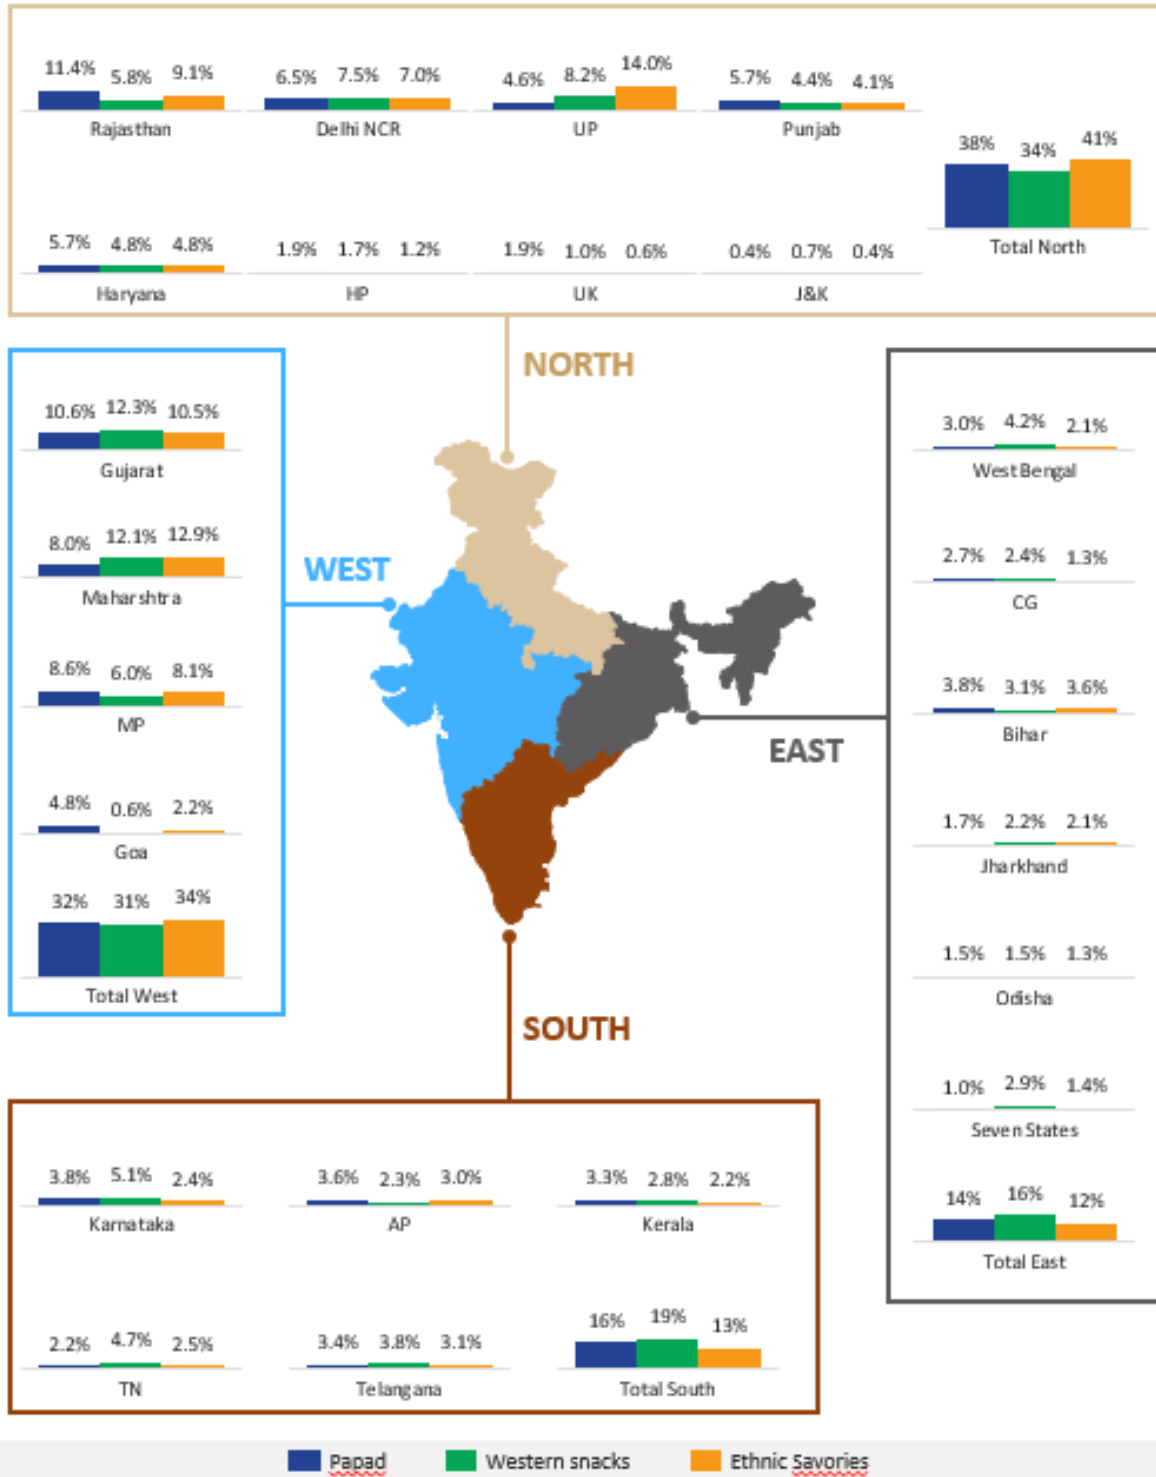 11.4% 5.8% 9.1%
Rajasthan
6.5% 7.5% 7.0%
Delhi NCR
4.6% 8.2% 14.0%
UP
5.7% 4.4% 4.1%
Punjab
38% 34% 41%
Total North
5.7% 4.8% 4.8%
Haryana
1.9% 1.7% 1.2%
HP
1.9% 1.0% 0.6%
UK
0.4% 0.7% 0.4%
J&K
NORTH
10.6% 12.3% 10.5%
Gujarat
8.0% 12.1% 12.9%
Maharshtra
8.6% 6.0% 8.1%
MP
4.8% 0.6% 2.2%
Goa
32% 31% 34%
Total West
WEST
3.0% 4.2% 2.1%
West Bengal
2.7% 2.4% 1.3%
CG
3.8% 3.1% 3.6%
Bihar
1.7% 2.2% 2.1%
Jharkhand
1.5% 1.5% 1.3%
Odisha
1.0% 2.9% 1.4%
Seven States
14% 16% 12%
Total East
EAST
SOUTH
3.8% 5.1% 2.4%
Karnataka
3.6% 2.3% 3.0%
AP
3.3% 2.8% 2.2%
Kerala
2.2% 4.7% 2.5%
TN
3.4% 3.8% 3.1%
Telangana
16% 19% 13%
Total South
Papad Western snacks Ethnic Savories